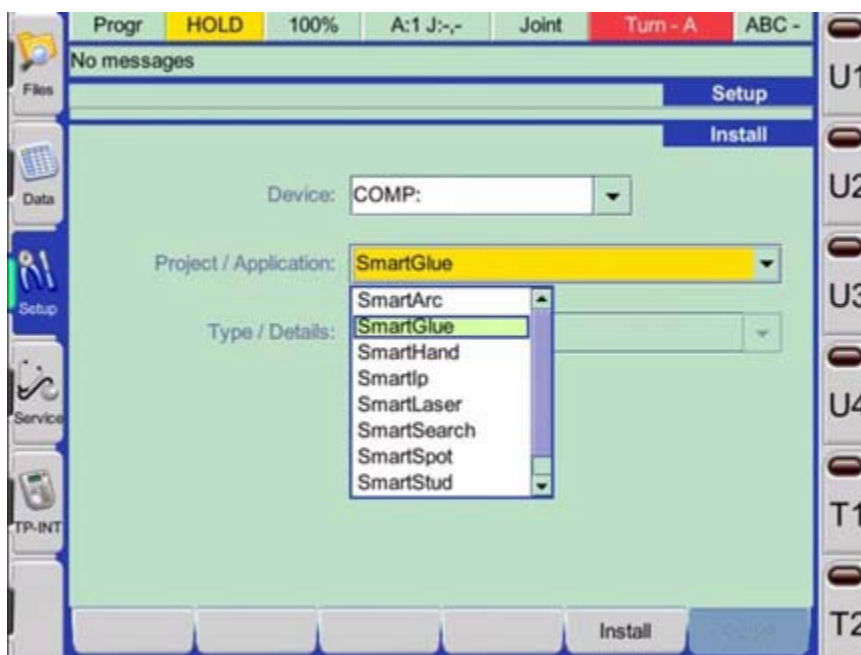 Progr HOLD 100% A:1 J:-,- Joint Turn - A ABC -
No messages
Files
Setup
Install
U1
Data
Device: COMP:
U2
Setup
Project / Application: SmartGlue
U3
SmartArc
Type / Details: SmartGlue
SmartHand
SmartIp
Service
SmartLaser
U4
SmartSearch
SmartSpot
SmartStud
TP-INT
T1
Install
T2